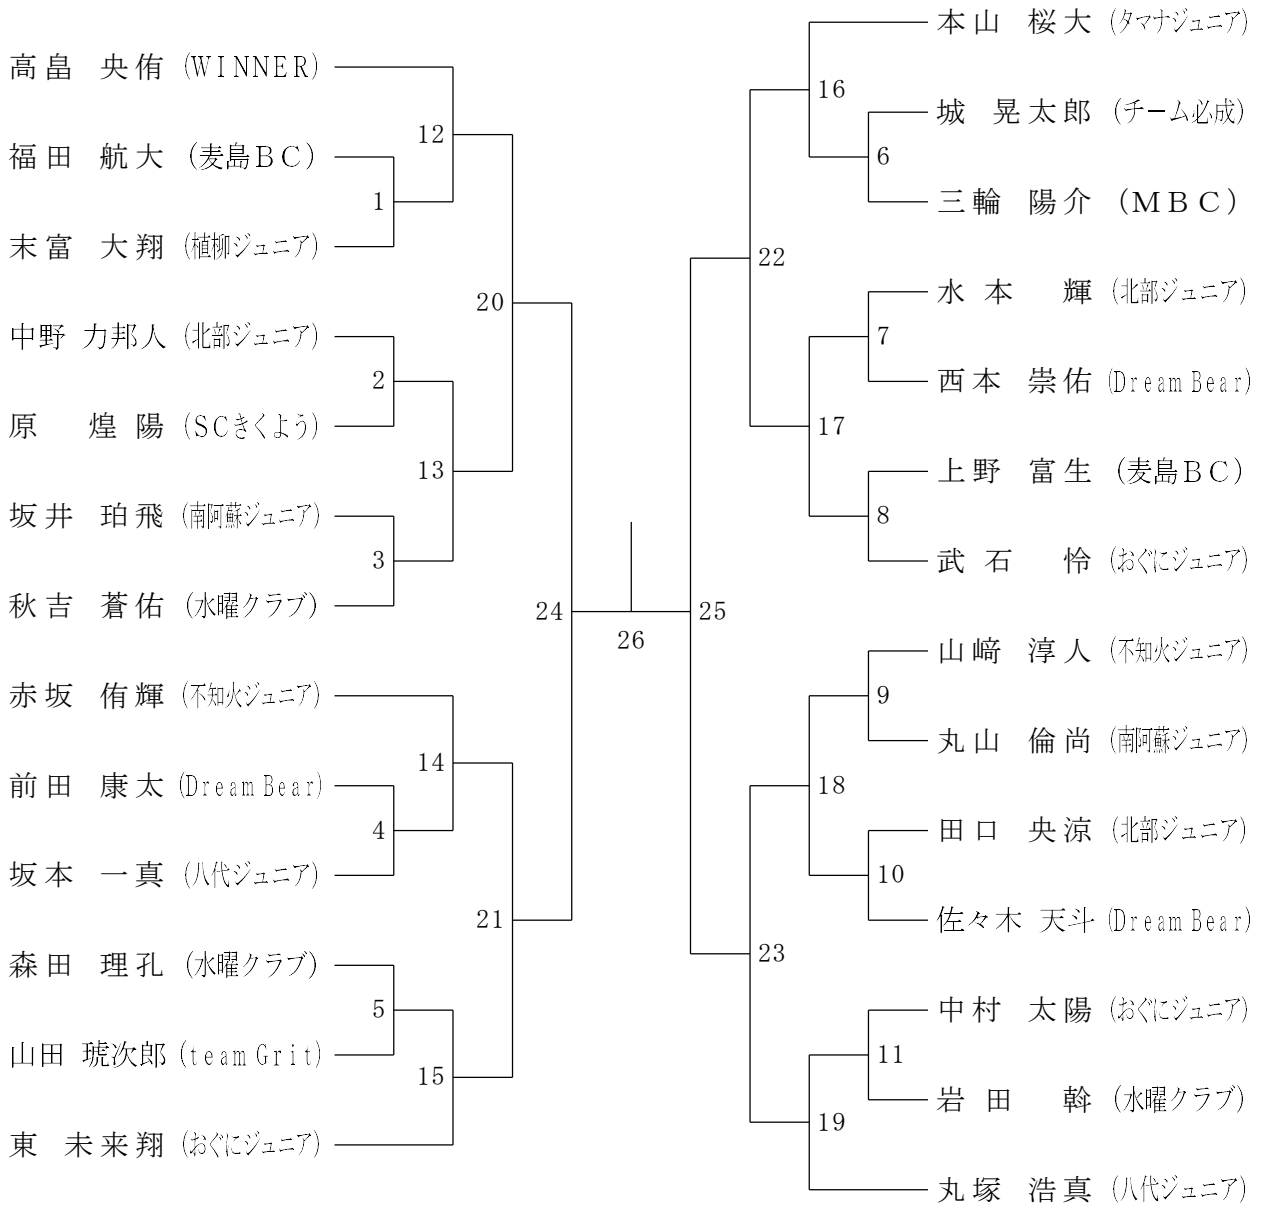 高畠 央侑 (WINNER)
12
福田 航大 (麦島BC)
1
末富 大翔 (植柳ジュニア)
20
中野 力邦人 (北部ジュニア)
2
原 煌陽 (SCきくよう)
13
坂井 珀飛 (南阿蘇ジュニア)
3
秋吉 蒼佑 (水曜クラブ)
24
赤坂 侑輝 (不知火ジュニア)
14
前田 康太 (Dream Bear)
4
坂本 一真 (八代ジュニア)
21
森田 理孔 (水曜クラブ)
5
山田 琥次郎 (team Grit)
15
東 未来翔 (おぐにジュニア)
26
本山 桜大 (タマナジュニア)
16
城 晃太郎 (チーム必成)
6
三輪 陽介 (MBC)
22
水本 輝 (北部ジュニア)
7
西本 崇佑 (Dream Bear)
17
上野 富生 (麦島BC)
8
武石 怜 (おぐにジュニア)
25
山﨑 淳人 (不知火ジュニア)
9
丸山 倫尚 (南阿蘇ジュニア)
18
田口 央涼 (北部ジュニア)
10
佐々木 天斗 (Dream Bear)
23
中村 太陽 (おぐにジュニア)
11
岩田 幹 (水曜クラブ)
19
丸塚 浩真 (八代ジュニア)